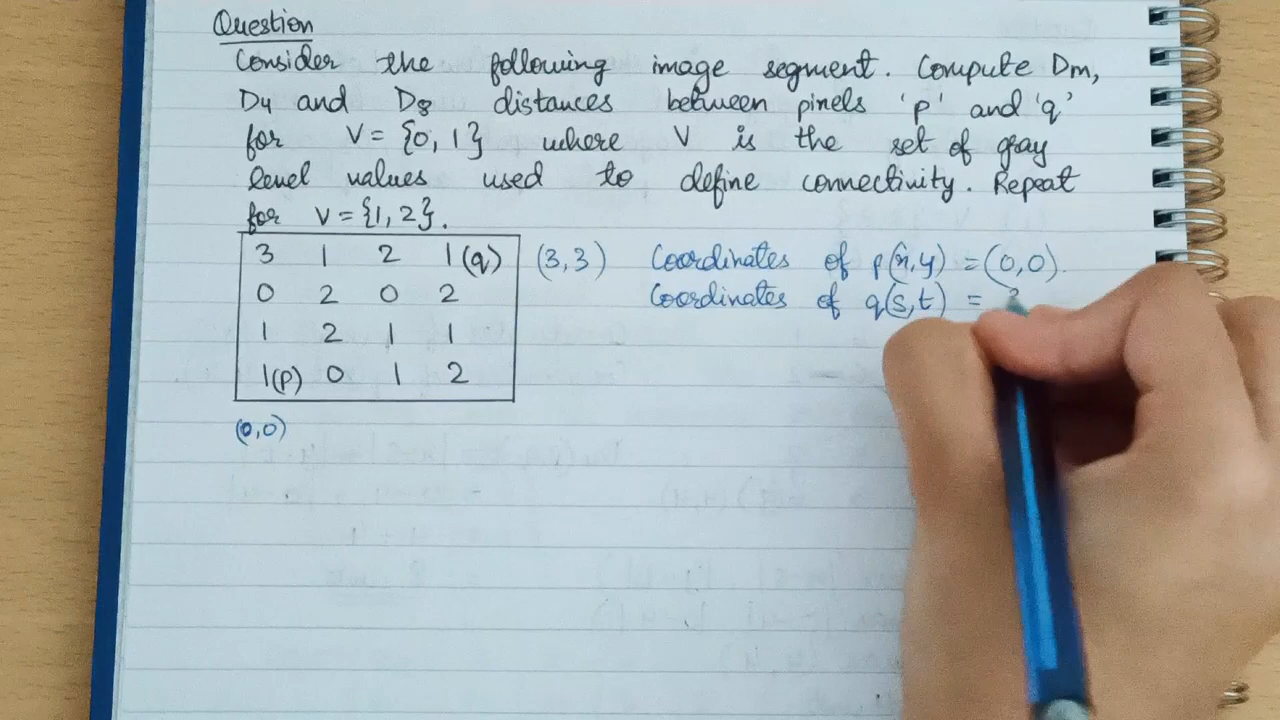 Question
Consider the following image segment. Compute Dm,
D4 and D8 distances between pixels 'p' and 'q'
for V = {0, 1} where V is the set of gray
level values used to define connectivity. Repeat
for V = {1, 2}.
3 1 2 1(q) (3,3) Coordinates of p(x,y) = (0,0).
0 2 0 2 Coordinates of q(s,t) =
1 2 1 1
1(p) 0 1 2
(0,0)